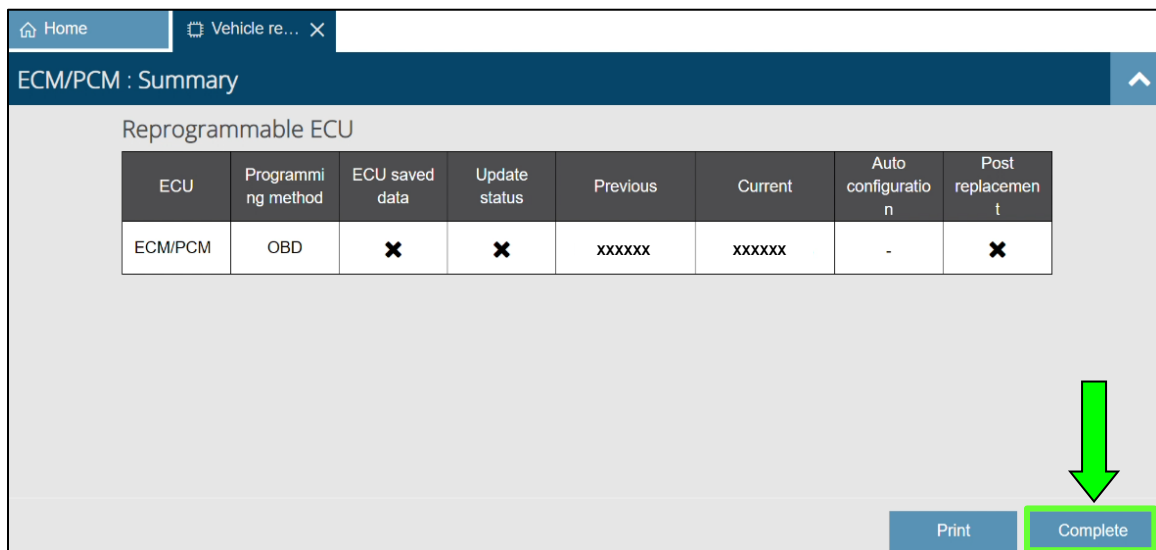 Home
Vehicle re...
ECM/PCM : Summary
Reprogrammable ECU
ECU
Programmi
ng method
ECU saved
data
Update
status
Previous
Current
Auto
configuratio
n
Post
replacemen
t
ECM/PCM
OBD
xxxxxx
xxxxxx
-
Print
Complete